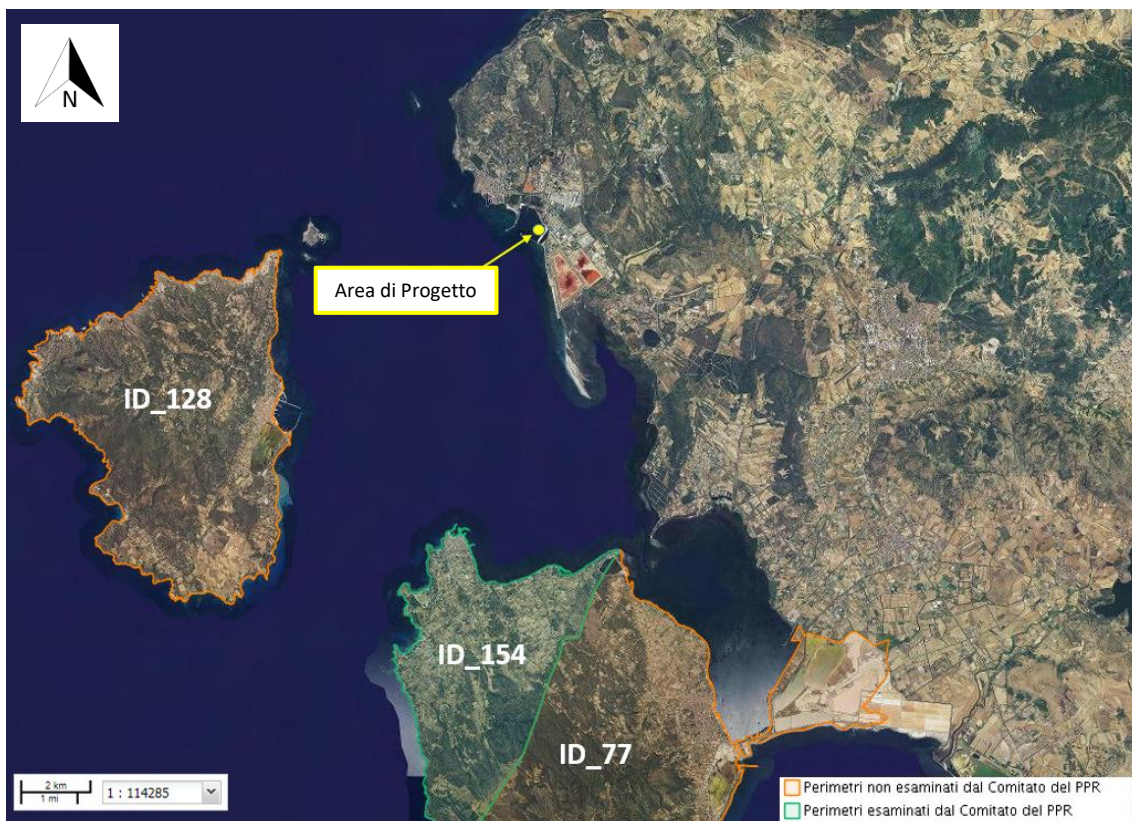 N
Area di Progetto
ID_128
ID_154
ID_77
2 km
1 mi
1 : 114285
Perimetri non esaminati dal Comitato del PPR
Perimetri esaminati dal Comitato del PPR